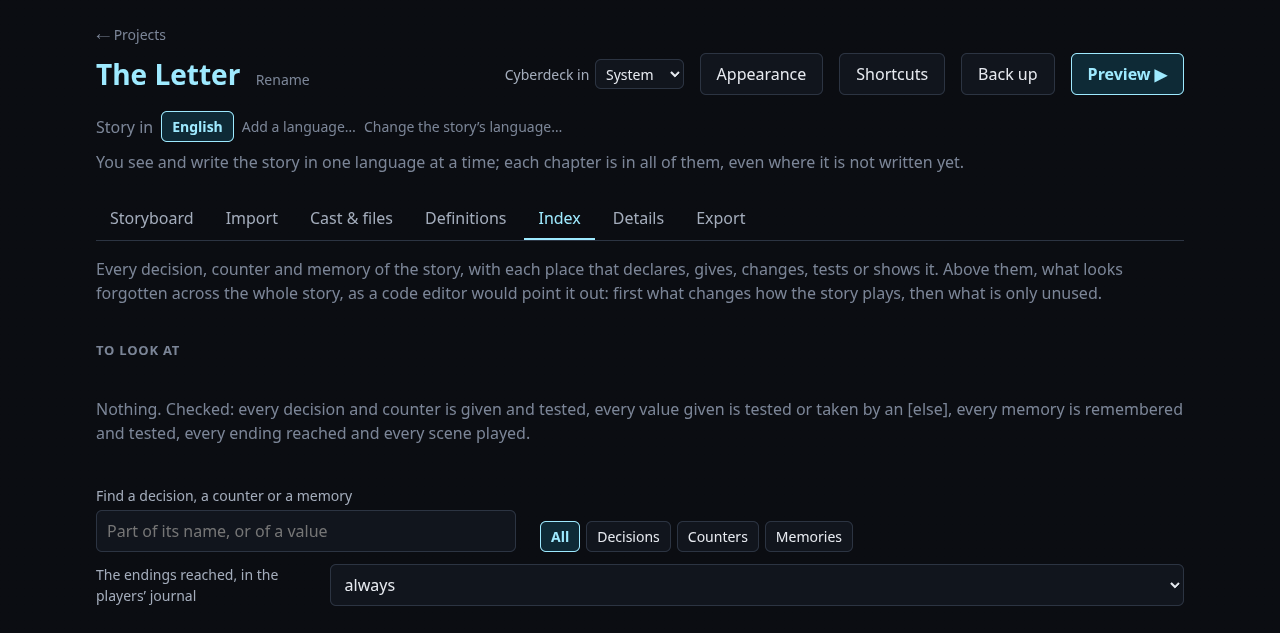 ← Projects
The Letter Rename
Cyberdeck in System Appearance Shortcuts Back up Preview ▶
Story in English Add a language... Change the story's language...
You see and write the story in one language at a time; each chapter is in all of them, even where it is not written yet.
Storyboard Import Cast & files Definitions Index Details Export
Every decision, counter and memory of the story, with each place that declares, gives, changes, tests or shows it. Above them, what looks
forgotten across the whole story, as a code editor would point it out: first what changes how the story plays, then what is only unused.
TO LOOK AT
Nothing. Checked: every decision and counter is given and tested, every value given is tested or taken by an [else], every memory is remembered
and tested, every ending reached and every scene played.
Find a decision, a counter or a memory
Part of its name, or of a value
All Decisions Counters Memories
The endings reached, in the
players’ journal
always